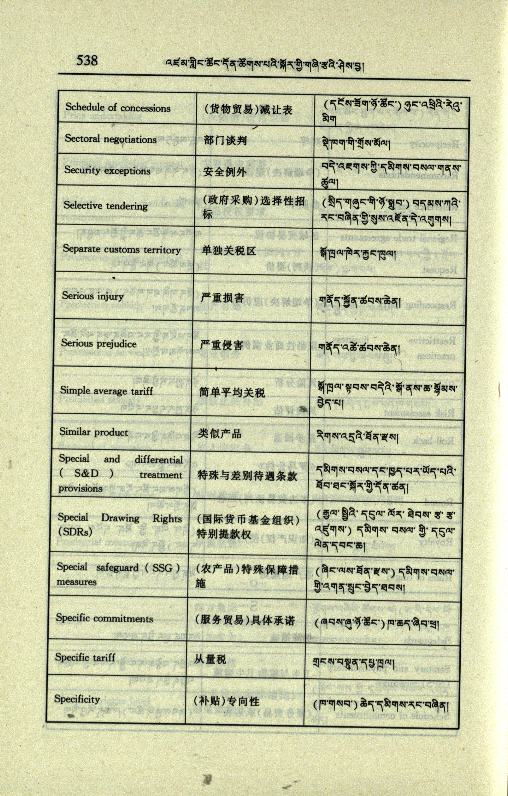 538
འཛམ་གླིང་ཚོང་དོན་ཚོགས་པའི་སྐོར་གྱི་གཞི་རྩའི་ཤེས་བྱ།
Schedule of concessions (货物贸易)减让表 (དངོས་ཟོག་ཉོ་ཚོང་) ཉུང་འཕྲིའི་རེའུ་
མིག
Sectoral negotiations 部门谈判 སྡེ་ཁག་གི་གྲོས་མོལ།
Security exceptions 安全例外 བདེ་འཇགས་ཀྱི་དམིགས་བསལ་གནས་
ཚུལ།
Selective tendering (政府采购)选择性招 (སྲིད་གཞུང་གི་ཉོ་སྒྲུབ་) བདམས་ཀའི་
标 རང་བཞིན་གྱི་སུས་འཛིན་དེ་འགུགས།
Separate customs territory 单独关税区 སྒོ་ཁྲལ་ཁེར་རྐྱང་ཁུལ།
Serious injury 严重损害 གནོད་སྐྱོན་ཚབས་ཆེན།
Serious prejudice 严重侵害 གནོད་འཚེ་ཚབས་ཆེན།
Simple average tariff 简单平均关税 སྒོ་ཁྲལ་སྟབས་བདེའི་སྒོ་ནས་ཆ་སྙོམས་
བྱེད་པ།
Similar product 类似产品 རིགས་འདྲའི་ཐོན་རྫས།
Special and differential
( S&D ) treatment 特殊与差别待遇条款 དམིགས་བསལ་དང་ཁྱད་པར་ཡོད་པའི་
provisions ཐོབ་ཐང་སྐོར་གྱི་དོན་ཚན།
Special Drawing Rights (国际货币基金组织) (རྒྱལ་སྤྱིའི་དངུལ་ལོར་ཐེབས་རྩ་རྩ་
(SDRs) 特别提款权 འཛུགས་) དམིགས་བསལ་གྱི་དངུལ་
ལེན་དབང་ཆ།
Special safeguard (SSG) (农产品)特殊保障措 (ཞིང་ལས་ཐོན་རྫས་) དམིགས་བསལ་
measures 施 གྱི་འགན་སྲུང་བྱེད་ཐབས།
Specific commitments (服务贸易)具体承诺 (ཞབས་ཞུ་ཉོ་ཚོང་) ཁ་ཆད་ཞིབ་ཕྲ།
Specific tariff 从量税 གྲངས་བསྟུན་དཔྱ་ཁྲལ།
Specificity (补贴)专向性 (ཁ་གསབ་) ཆེད་དམིགས་རང་བཞིན།